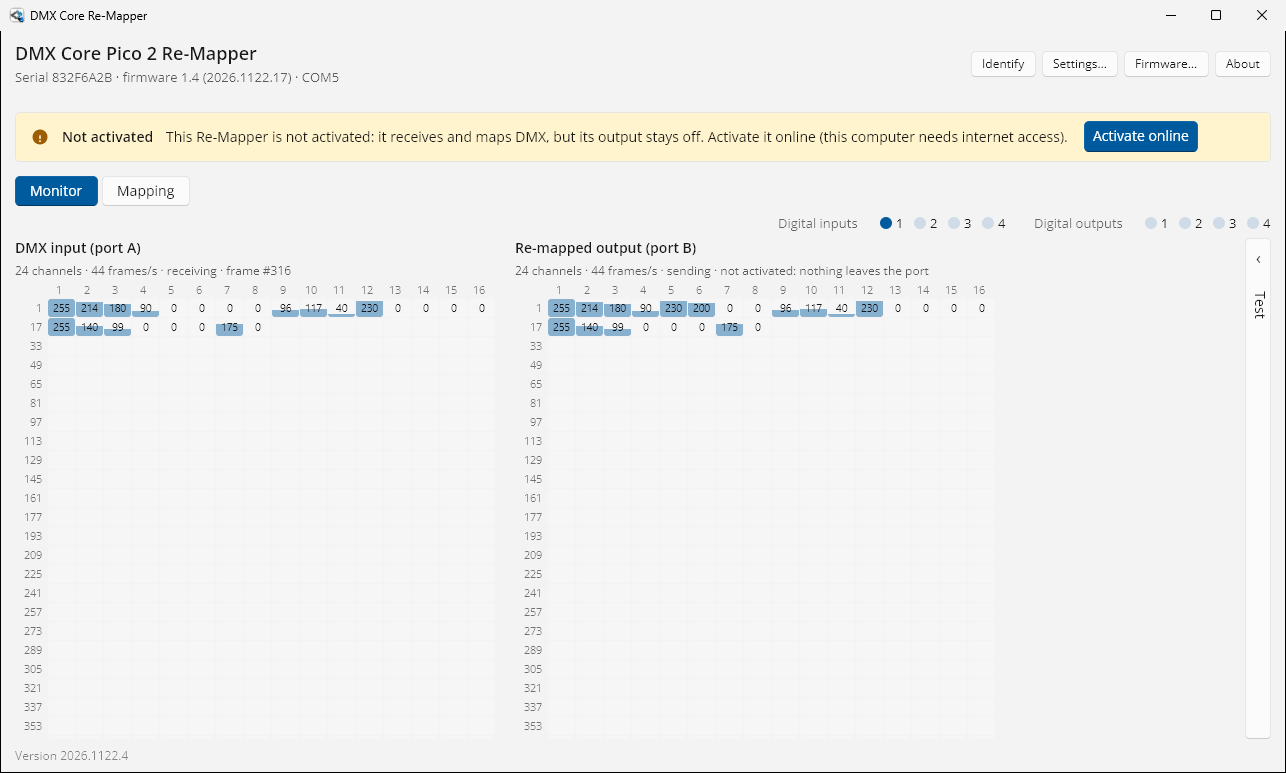 DMX Core Re-Mapper
DMX Core Pico 2 Re-Mapper
Serial 832F6A2B · firmware 1.4 (2026.1122.17) · COM5
Identify
Settings...
Firmware...
About
Not activated This Re-Mapper is not activated: it receives and maps DMX, but its output stays off. Activate it online (this computer needs internet access).
Activate online
Monitor
Mapping
Digital inputs 1 2 3 4
Digital outputs 1 2 3 4
DMX input (port A)
24 channels · 44 frames/s · receiving · frame #316
1 2 3 4 5 6 7 8 9 10 11 12 13 14 15 16
1 255 214 180 90 0 0 0 0 96 117 40 230 0 0 0 0
17 255 140 99 0 0 0 175 0
33
49
65
81
97
113
129
145
161
177
193
209
225
241
257
273
289
305
321
337
353
Re-mapped output (port B)
24 channels · 44 frames/s · sending · not activated: nothing leaves the port
1 2 3 4 5 6 7 8 9 10 11 12 13 14 15 16
1 255 214 180 90 230 200 0 0 96 117 40 230 0 0 0 0
17 255 140 99 0 0 0 175 0
33
49
65
81
97
113
129
145
161
177
193
209
225
241
257
273
289
305
321
337
353
Test
Version 2026.1122.4